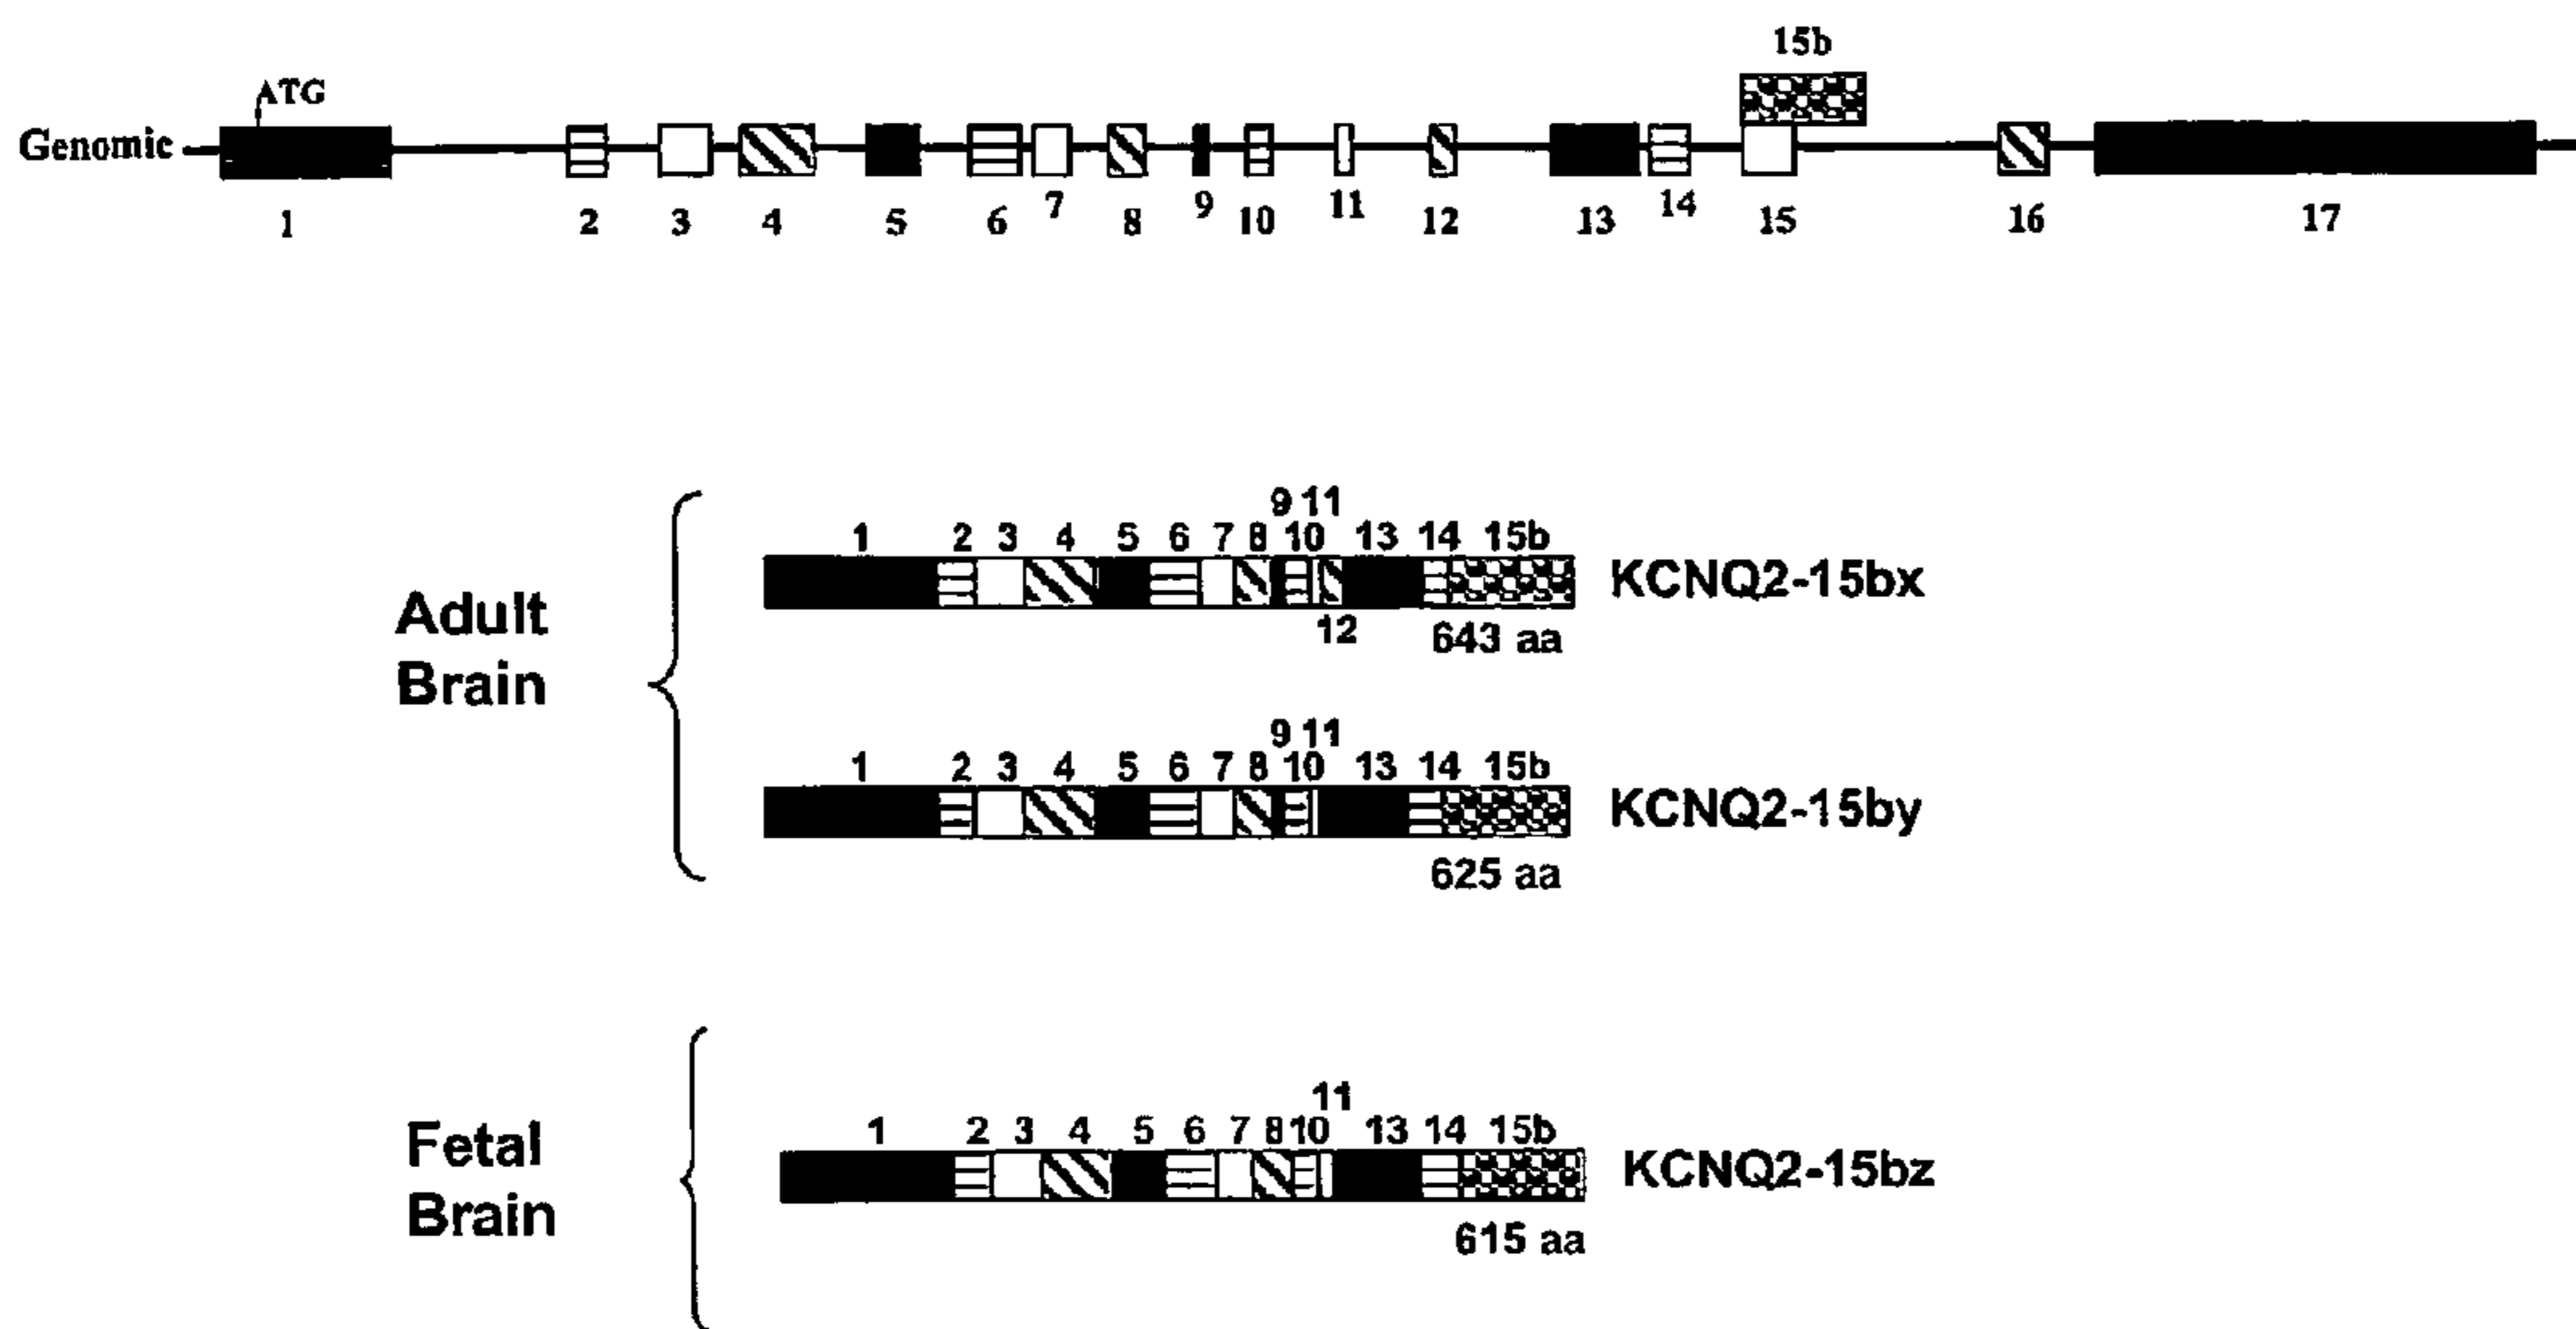 15b
ATG
Genomic
1 2 3 4 5 6 7 8 9 10 11 12 13 14 15 16 17
9 11
1 2 3 4 5 6 7 8 10 13 14 15b
KCNQ2-15bx
Adult
Brain
12 643 aa
9 11
1 2 3 4 5 6 7 8 10 13 14 15b
KCNQ2-15by
625 aa
11
1 2 3 4 5 6 7 8 10 13 14 15b
Fetal
Brain
KCNQ2-15bz
615 aa